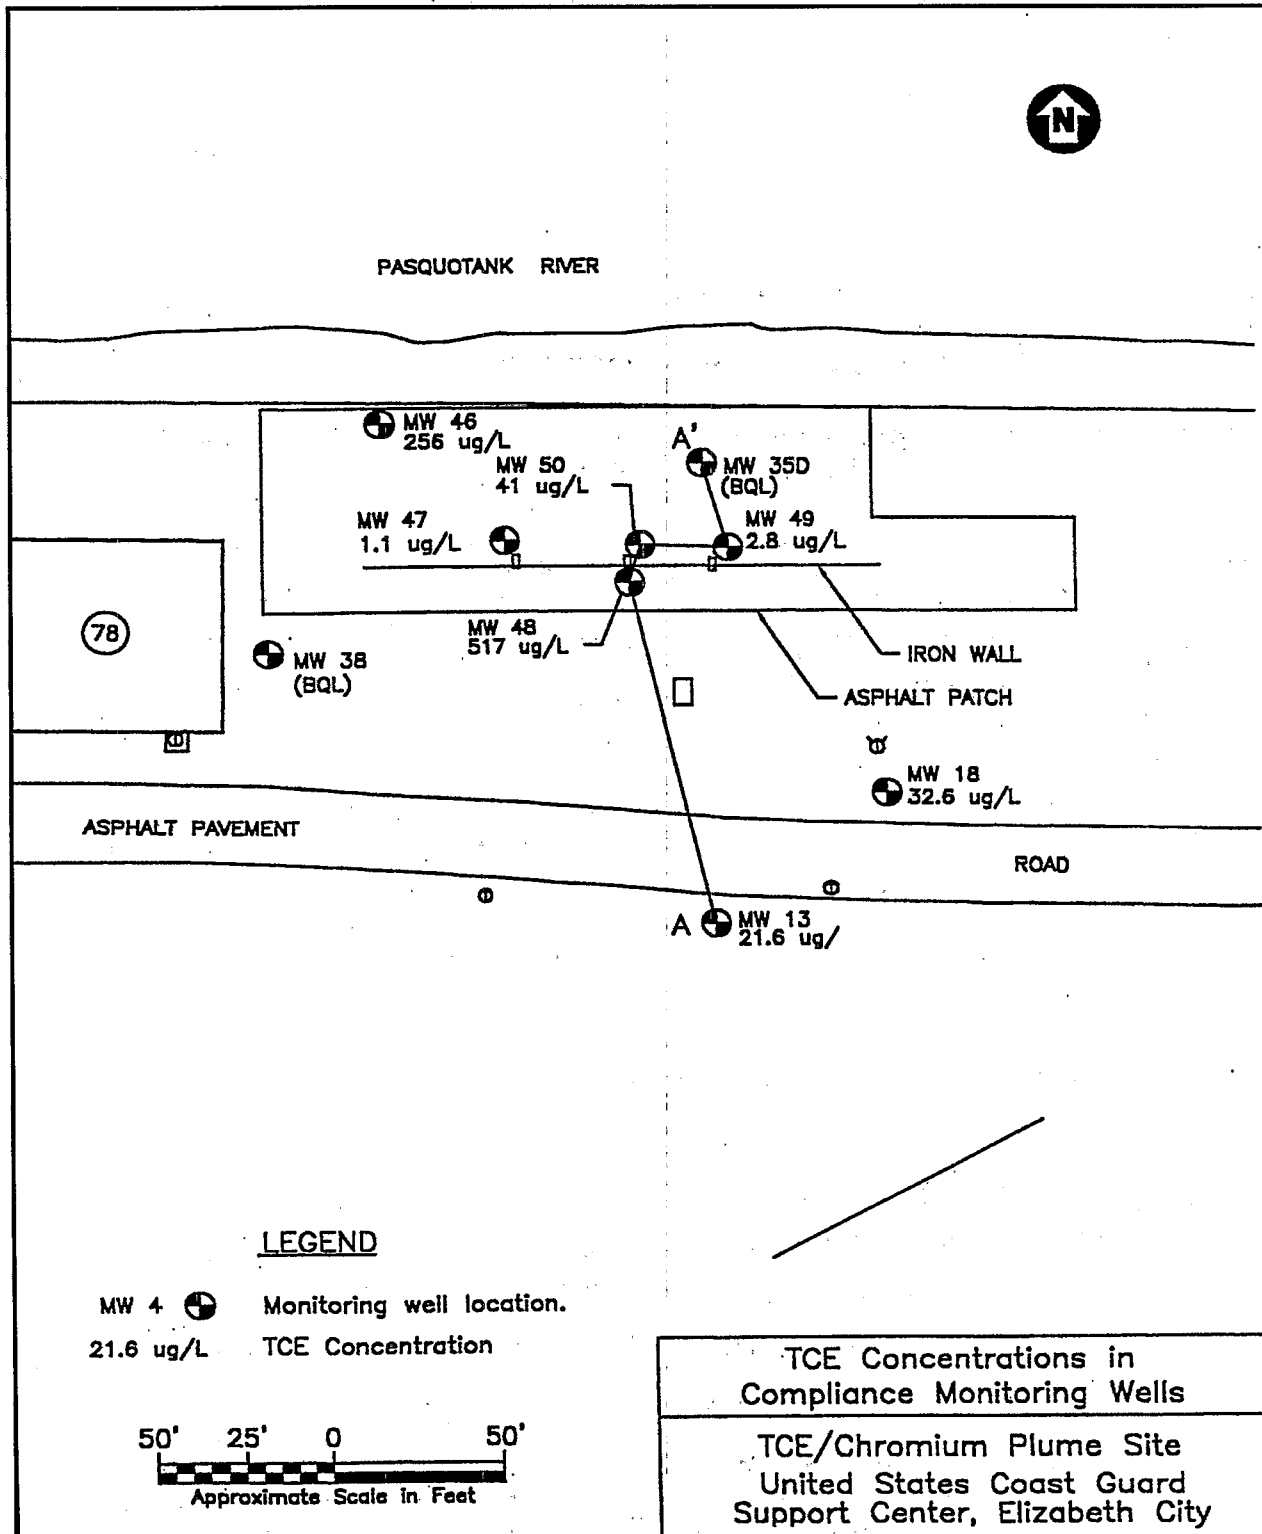 N
PASQUOTANK RIVER
MW 46
256 ug/L
A'
MW 50
41 ug/L
MW 35D
(BQL)
MW 47
1.1 ug/L
MW 49
2.8 ug/L
78
MW 48
517 ug/L
MW 38
(BQL)
IRON WALL
ASPHALT PATCH
MW 18
32.6 ug/L
ASPHALT PAVEMENT
ROAD
A
MW 13
21.6 ug/
LEGEND
MW 4 Monitoring well location.
21.6 ug/L TCE Concentration
50' 25' 0 50'
Approximate Scale in Feet
TCE Concentrations in
Compliance Monitoring Wells
TCE/Chromium Plume Site
United States Coast Guard
Support Center, Elizabeth City